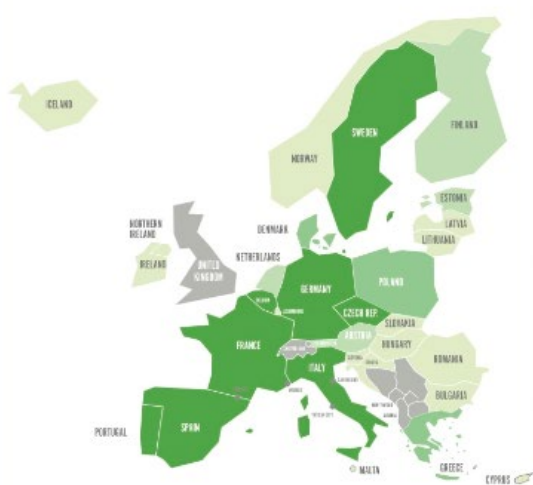 ICELAND
SWEDEN
FINLAND
NORWAY
ESTONIA
LATVIA
LITHUANIA
NORTHERN
IRELAND
DENMARK
IRELAND
UNITED
KINGDOM
NETHERLANDS
GERMANY
POLAND
CZECH REP.
SLOVAKIA
AUSTRIA
HUNGARY
FRANCE
ITALY
ROMANIA
BULGARIA
PORTUGAL
SPAIN
GREECE
MALTA
CYPRUS